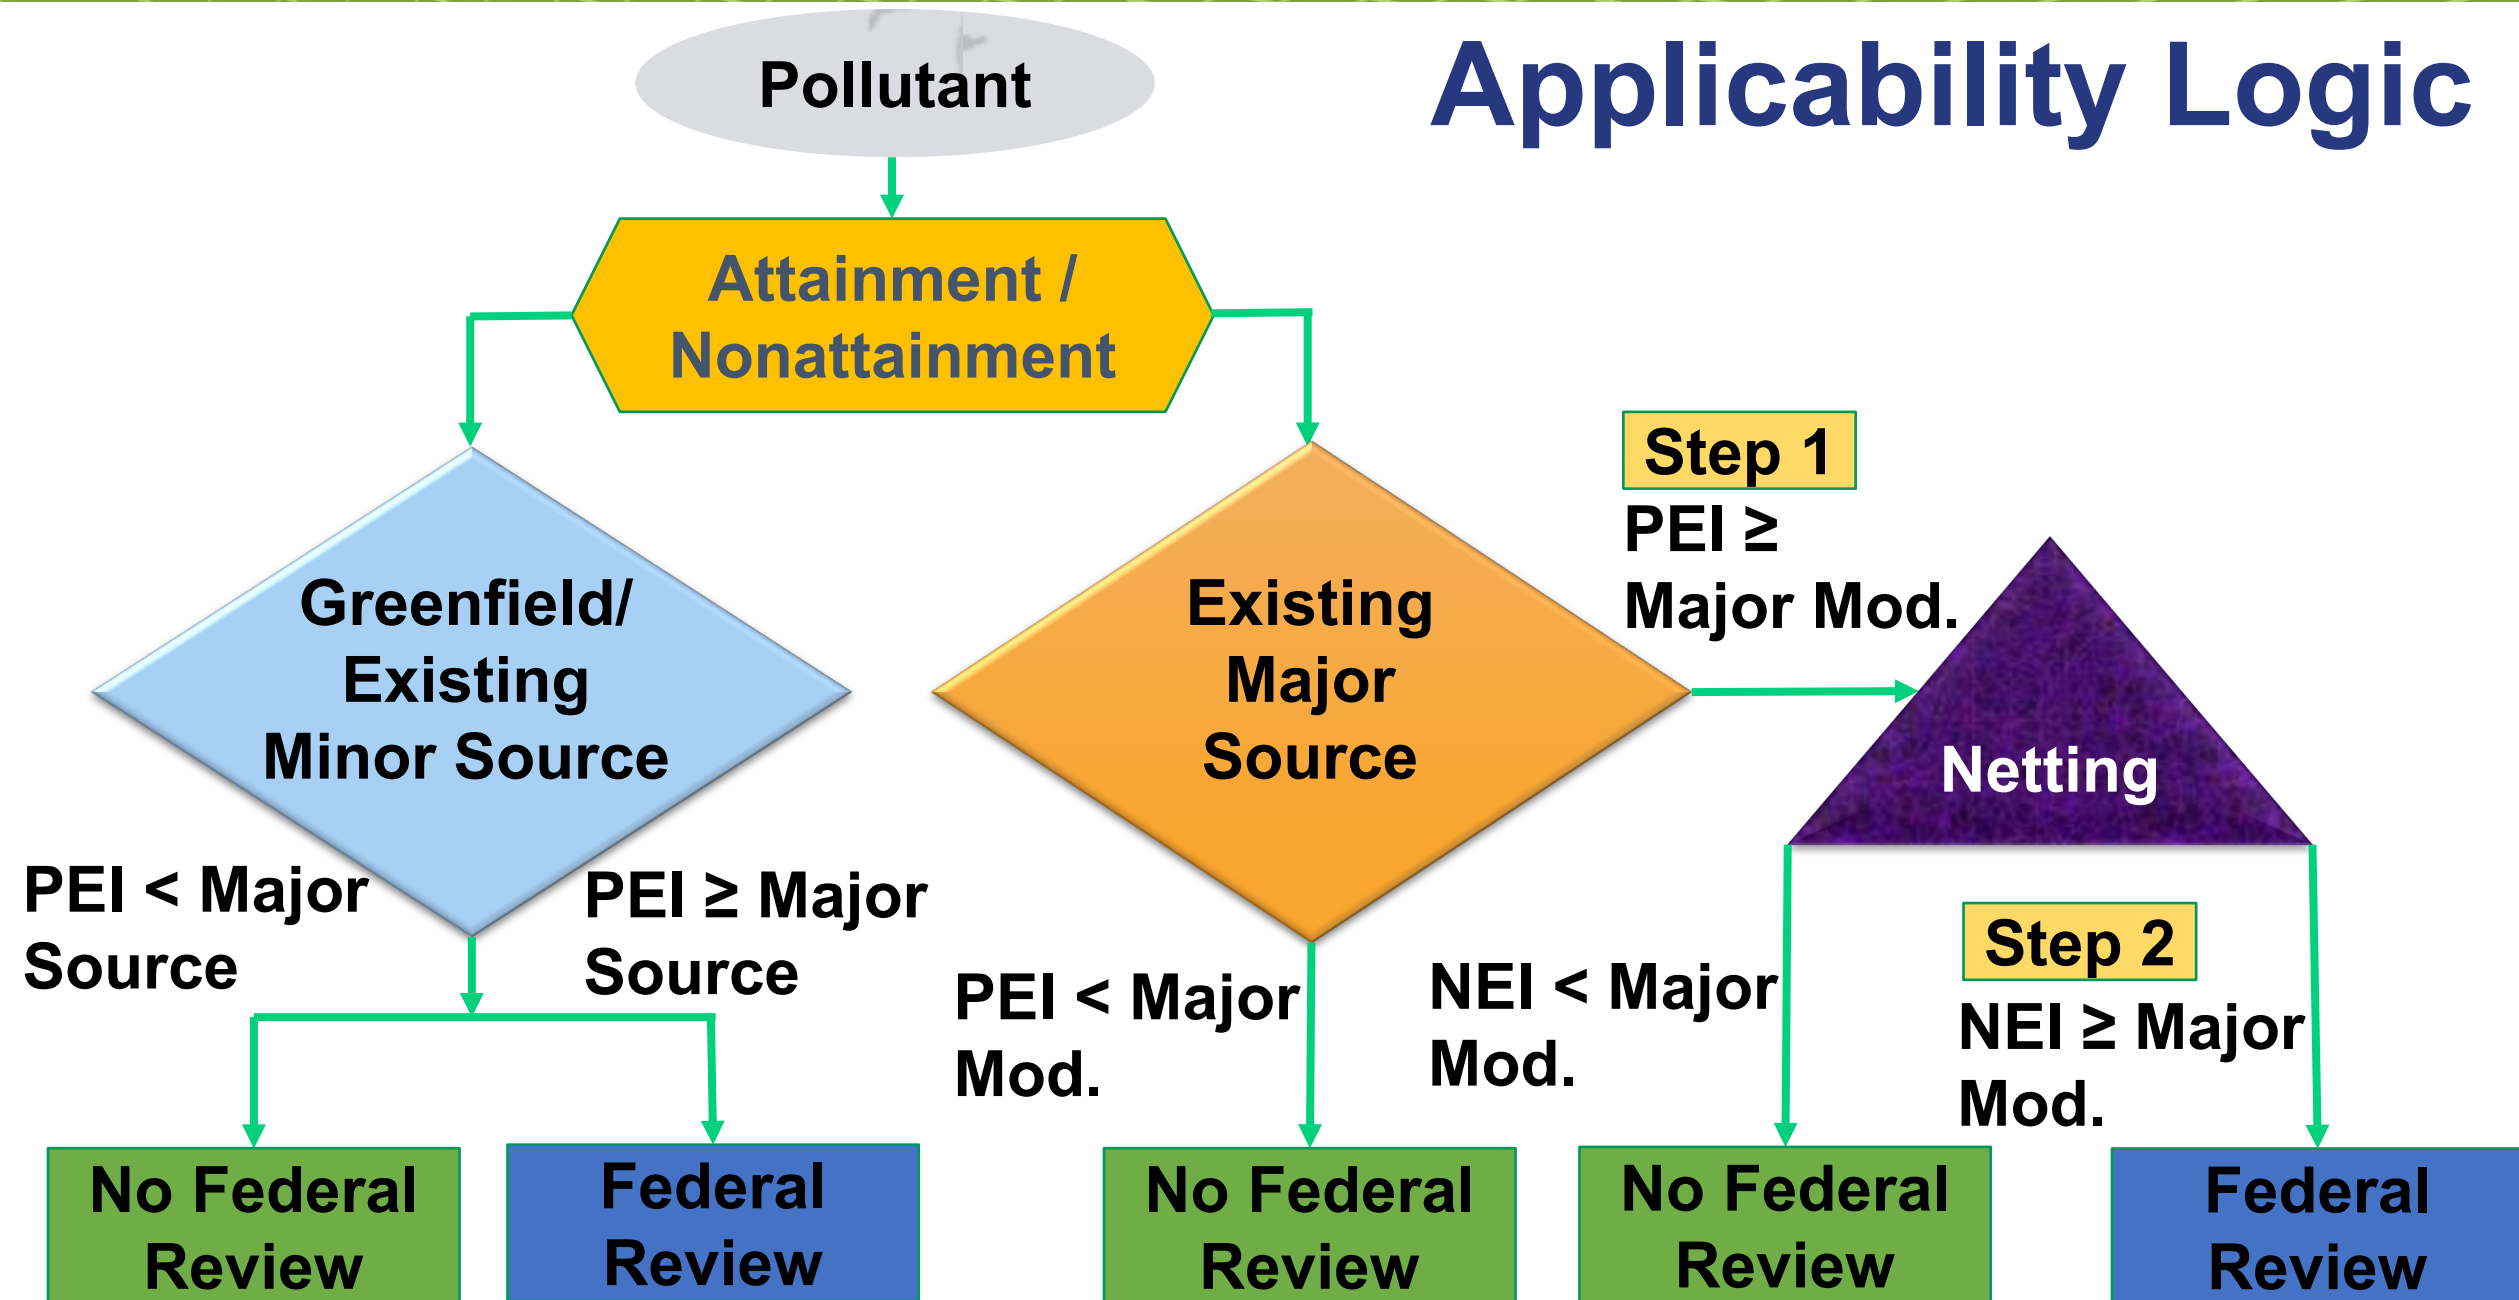 Applicability Logic
Pollutant
Attainment /
Nonattainment
Greenfield/
Existing
Minor Source
Existing
Major
Source
Step 1
PEI ≥
Major Mod.
Netting
PEI < Major
Source
PEI ≥ Major
Source
PEI < Major
Mod.
NEI < Major
Mod.
Step 2
NEI ≥ Major
Mod.
No Federal
Review
Federal
Review
No Federal
Review
No Federal
Review
Federal
Review